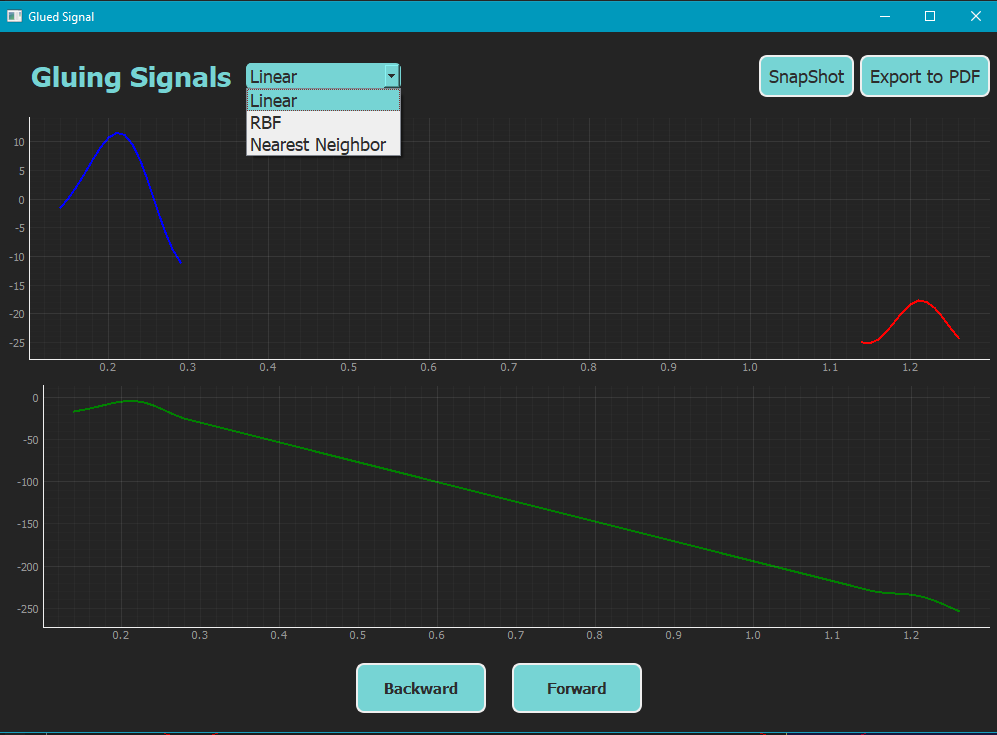 Glued Signal
Gluing Signals
Linear
SnapShot
Export to PDF
Linear
RBF
Nearest Neighbor
10
5
0
-5
-10
-15
-20
-25
0.2 0.3 0.4 0.5 0.6 0.7 0.8 0.9 1.0 1.1 1.2
0
-50
-100
-150
-200
-250
0.2 0.3 0.4 0.5 0.6 0.7 0.8 0.9 1.0 1.1 1.2
Backward
Forward